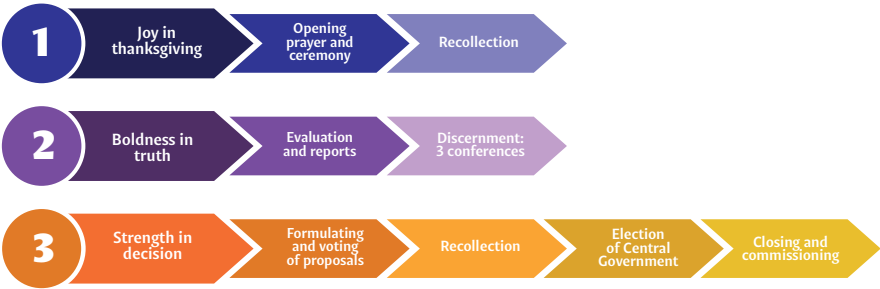 1
Joy in
thanksgiving
Opening
prayer and
ceremony
Recollection
2
Boldness in
truth
Evaluation
and reports
Discernment:
3 conferences
3
Strength in
decision
Formulating
and voting
of proposals
Recollection
Election
of Central
Government
Closing and
commissioning